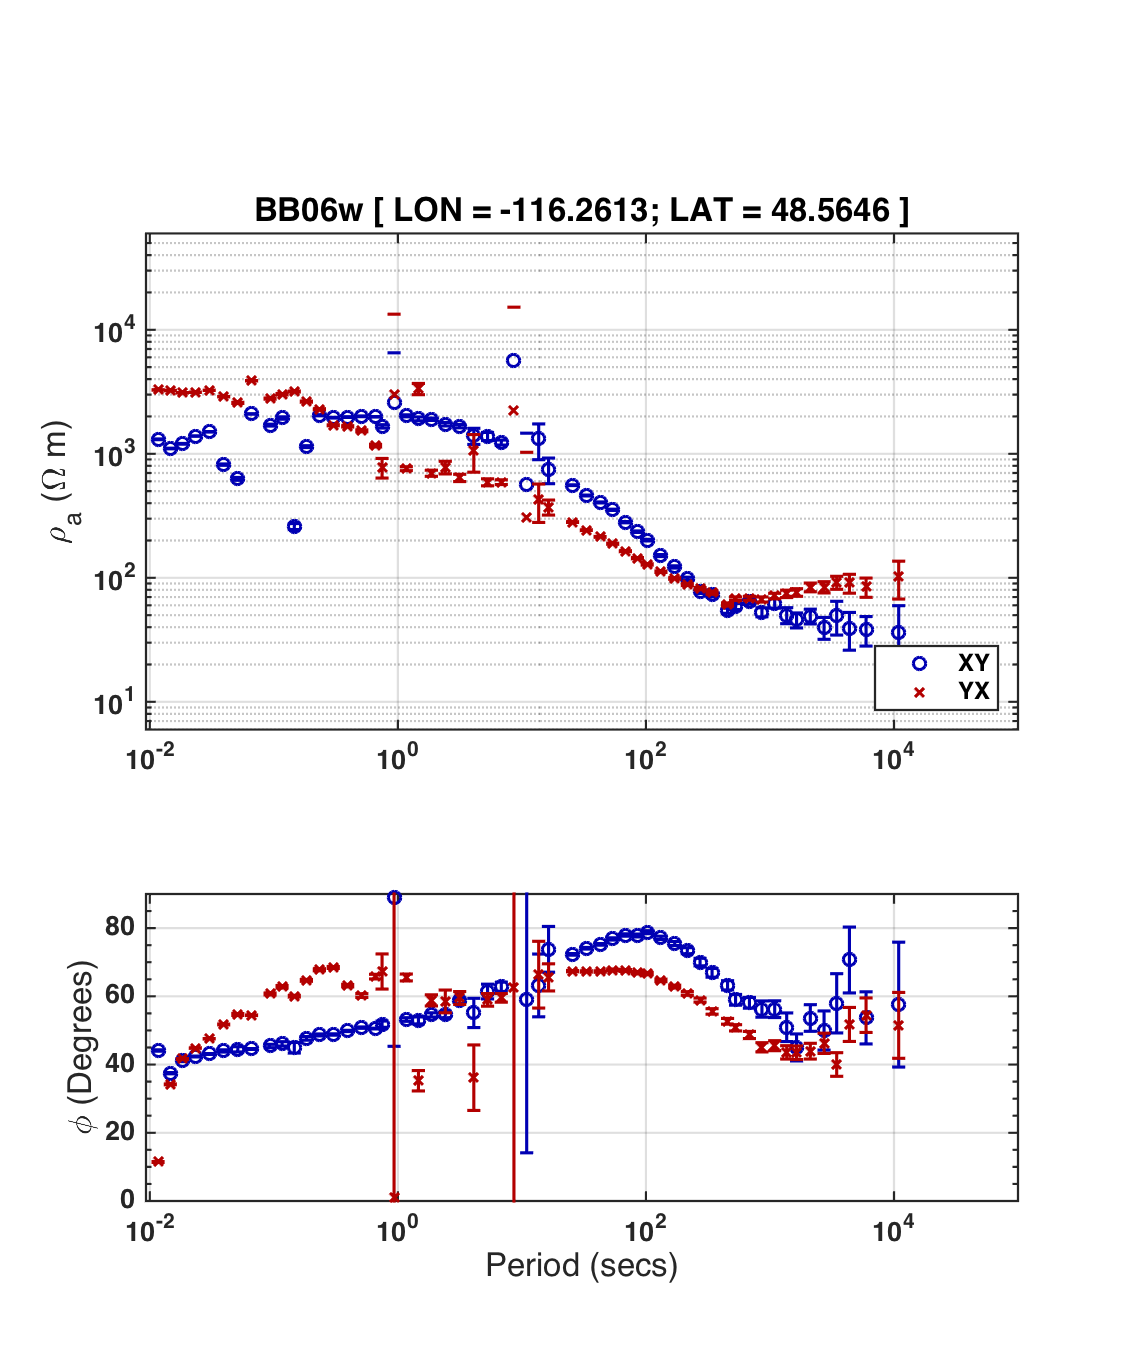 BB06w [ LON = -116.2613; LAT = 48.5646 ]
ρa (Ω m)
10^4
10^3
10^2
10^1
XY
YX
10^-2 10^0 10^2 10^4
ϕ (Degrees)
80
60
40
20
0
10^-2 10^0 10^2 10^4
Period (secs)